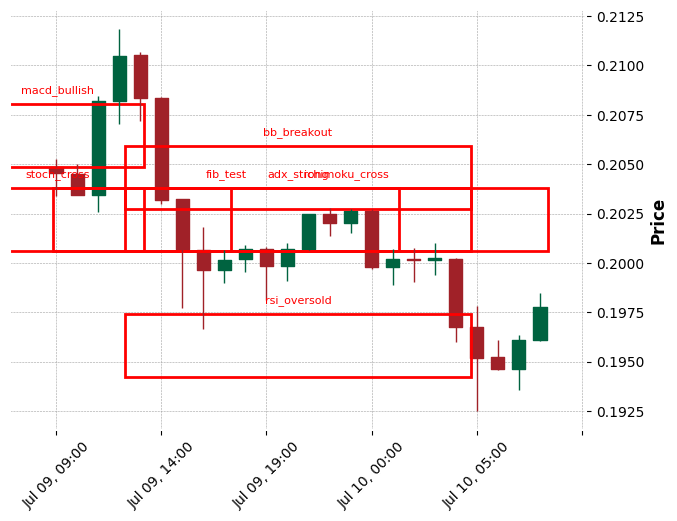 0.2125
0.2100
macd_bullish
0.2075
bb_breakout
0.2050
stoch_cross
fib_test
adx_strong
ichimoku_cross
0.2025
Price
0.2000
rsi_oversold
0.1975
0.1950
0.1925
Jul 09, 09:00
Jul 09, 14:00
Jul 09, 19:00
Jul 10, 00:00
Jul 10, 05:00